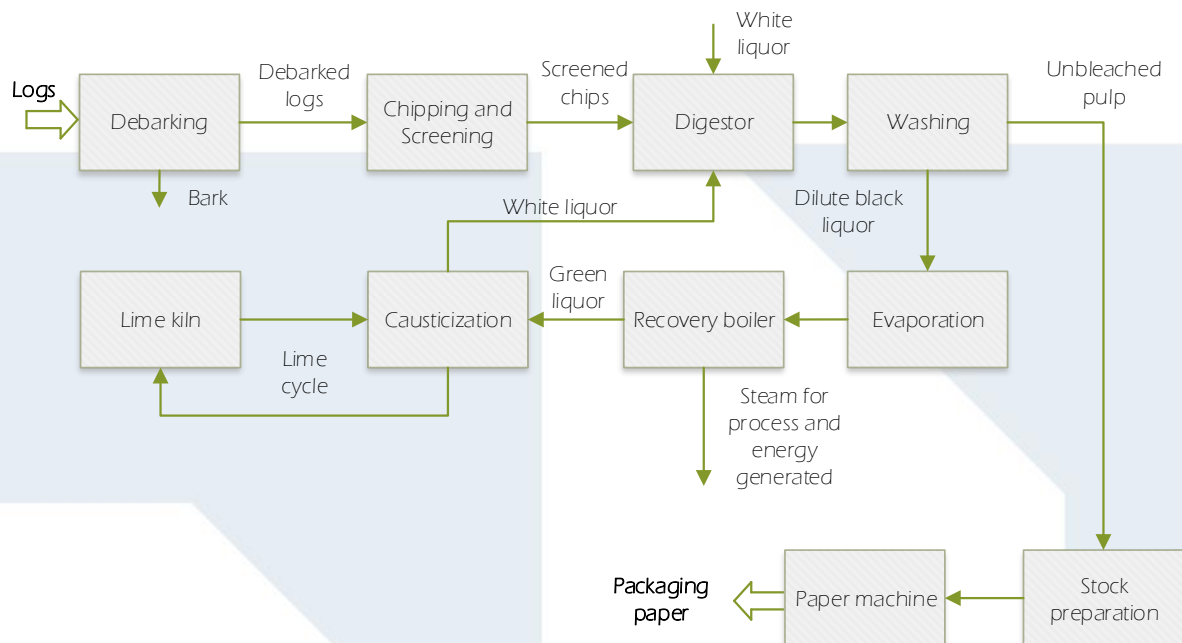 White
liquor
Logs
Debarked
logs
Screened
chips
Unbleached
pulp
Debarking
Chipping and
Screening
Digestor
Washing
Bark
White liquor
Dilute black
liquor
Green
liquor
Lime kiln
Causticization
Recovery boiler
Evaporation
Lime
cycle
Steam for
process and
energy
generated
Packaging
paper
Paper machine
Stock
preparation